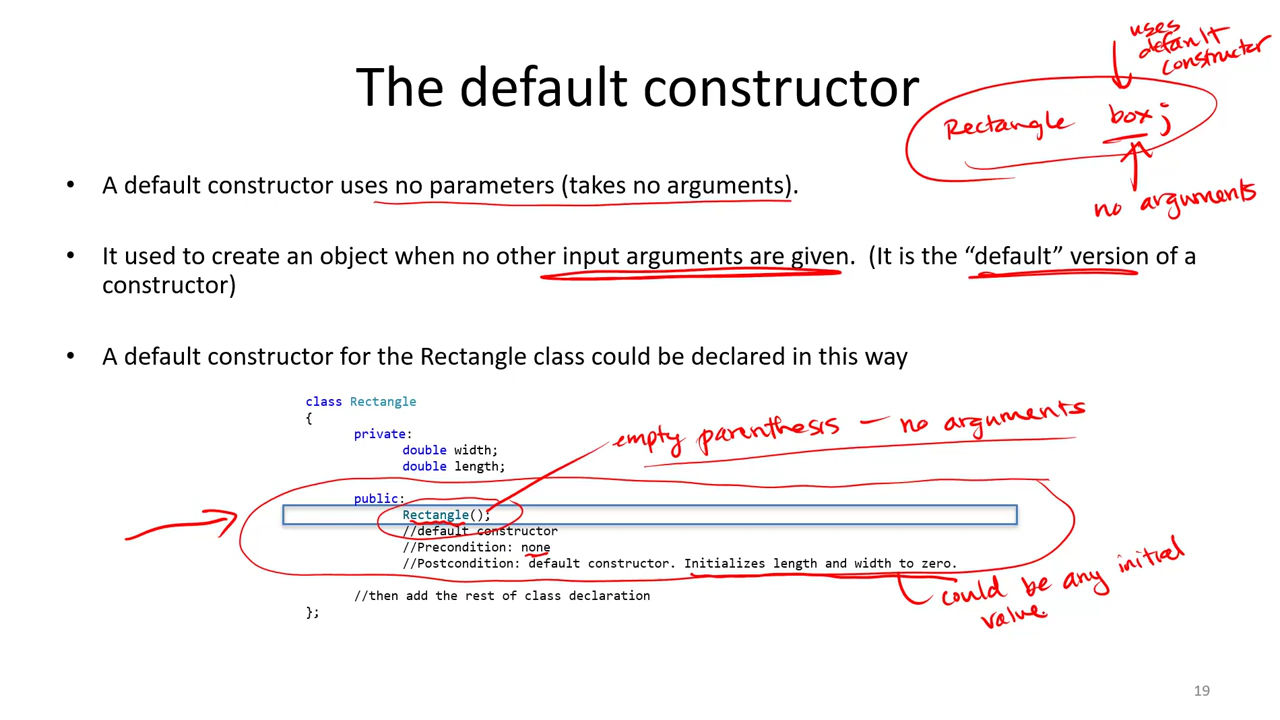 uses
default
constructor
The default constructor
Rectangle box;
no arguments
• A default constructor uses no parameters (takes no arguments).
• It used to create an object when no other input arguments are given. (It is the “default” version of a
constructor)
• A default constructor for the Rectangle class could be declared in this way
class Rectangle
{
private:
double width;
double length;
empty parenthesis – no arguments
public:
Rectangle();
//default constructor
//Precondition: none
//Postcondition: default constructor. Initializes length and width to zero.
could be any initial
value.
//then add the rest of class declaration
};
19